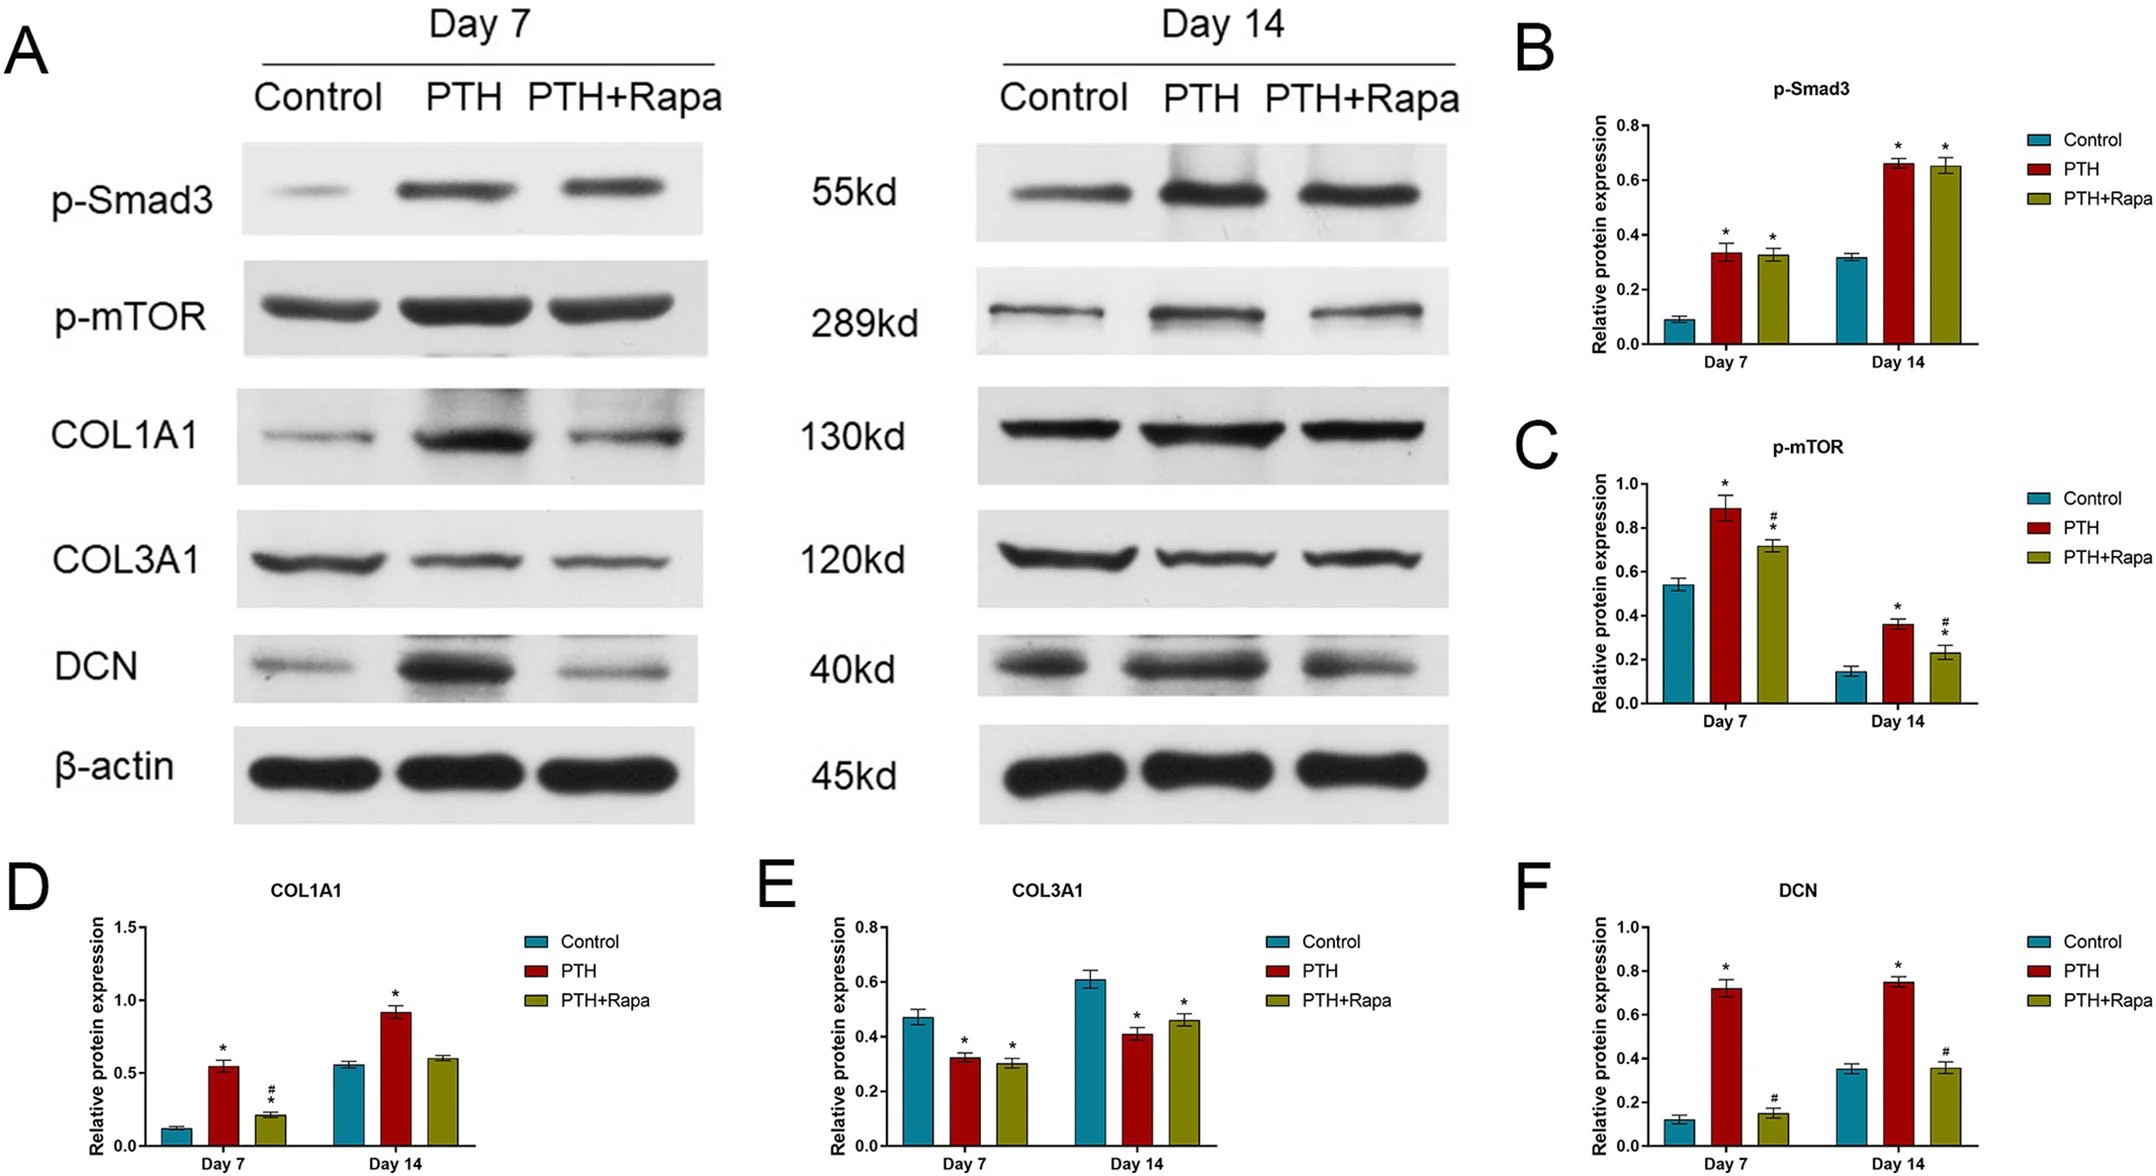 A
Day 7
Day 14
Control PTH PTH+Rapa
Control PTH PTH+Rapa
p-Smad3
55kd
p-mTOR
289kd
COL1A1
130kd
COL3A1
120kd
DCN
40kd
β-actin
45kd
B
p-Smad3
Relative protein expression
0.8
0.6
0.4
0.2
0.0
* * * *
Day 7 Day 14
Control
PTH
PTH+Rapa
C
p-mTOR
Relative protein expression
1.0
0.8
0.6
0.4
0.2
0.0
* # * * # *
Day 7 Day 14
Control
PTH
PTH+Rapa
D
COL1A1
Relative protein expression
1.5
1.0
0.5
0.0
* # * *
Day 7 Day 14
Control
PTH
PTH+Rapa
E
COL3A1
Relative protein expression
0.8
0.6
0.4
0.2
0.0
* * * *
Day 7 Day 14
Control
PTH
PTH+Rapa
F
DCN
Relative protein expression
1.0
0.8
0.6
0.4
0.2
0.0
* # * #
Day 7 Day 14
Control
PTH
PTH+Rapa